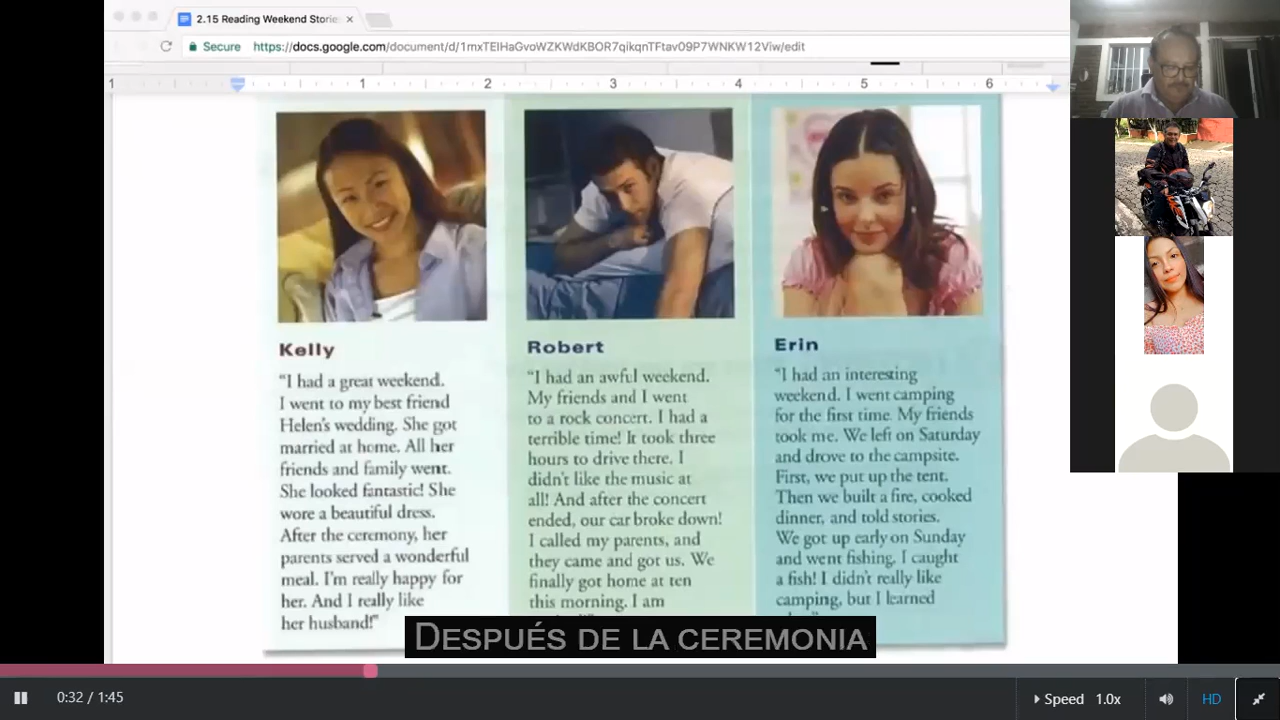 2.15 Reading Weekend Storie
Secure https://docs.google.com/document/d/1mxTEIHaGvoWZKWdKBOR7qikqnTFtav09P7WNKW12Viw/edit
1 1 2 3 4 5 6
Kelly
"I had a great weekend.
I went to my best friend
Helen's wedding. She got
married at home. All her
friends and family went.
She looked fantastic! She
wore a beautiful dress.
After the ceremony, her
parents served a wonderful
meal. I'm really happy for
her. And I really like
her husband!"
Robert
"I had an awful weekend.
My friends and I went
to a rock concert. I had a
terrible time! It took three
hours to drive there. I
didn't like the music at
all! And after the concert
ended, our car broke down!
I called my parents, and
they came and got us. We
finally got home at ten
this morning. I am
Erin
"I had an interesting
weekend. I went camping
for the first time. My friends
took me. We left on Saturday
and drove to the campsite.
First, we put up the tent.
Then we built a fire, cooked
dinner, and told stories.
We got up early on Sunday
and went fishing. I caught
a fish! I didn't really like
camping, but I learned
DESPUÉS DE LA CEREMONIA
0:32 / 1:45
Speed 1.0x
HD